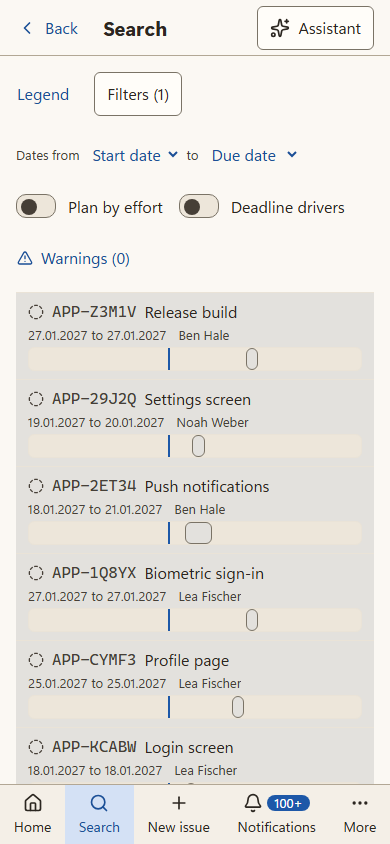 Back Search Assistant
Legend Filters (1)
Dates from Start date to Due date
Plan by effort Deadline drivers
Warnings (0)
APP-Z3M1V Release build
27.01.2027 to 27.01.2027 Ben Hale
APP-29J2Q Settings screen
19.01.2027 to 20.01.2027 Noah Weber
APP-2ET34 Push notifications
18.01.2027 to 21.01.2027 Ben Hale
APP-1Q8YX Biometric sign-in
27.01.2027 to 27.01.2027 Lea Fischer
APP-CYMF3 Profile page
25.01.2027 to 25.01.2027 Lea Fischer
APP-KCABW Login screen
18.01.2027 to 18.01.2027 Lea Fischer
100+
Home Search New issue Notifications More